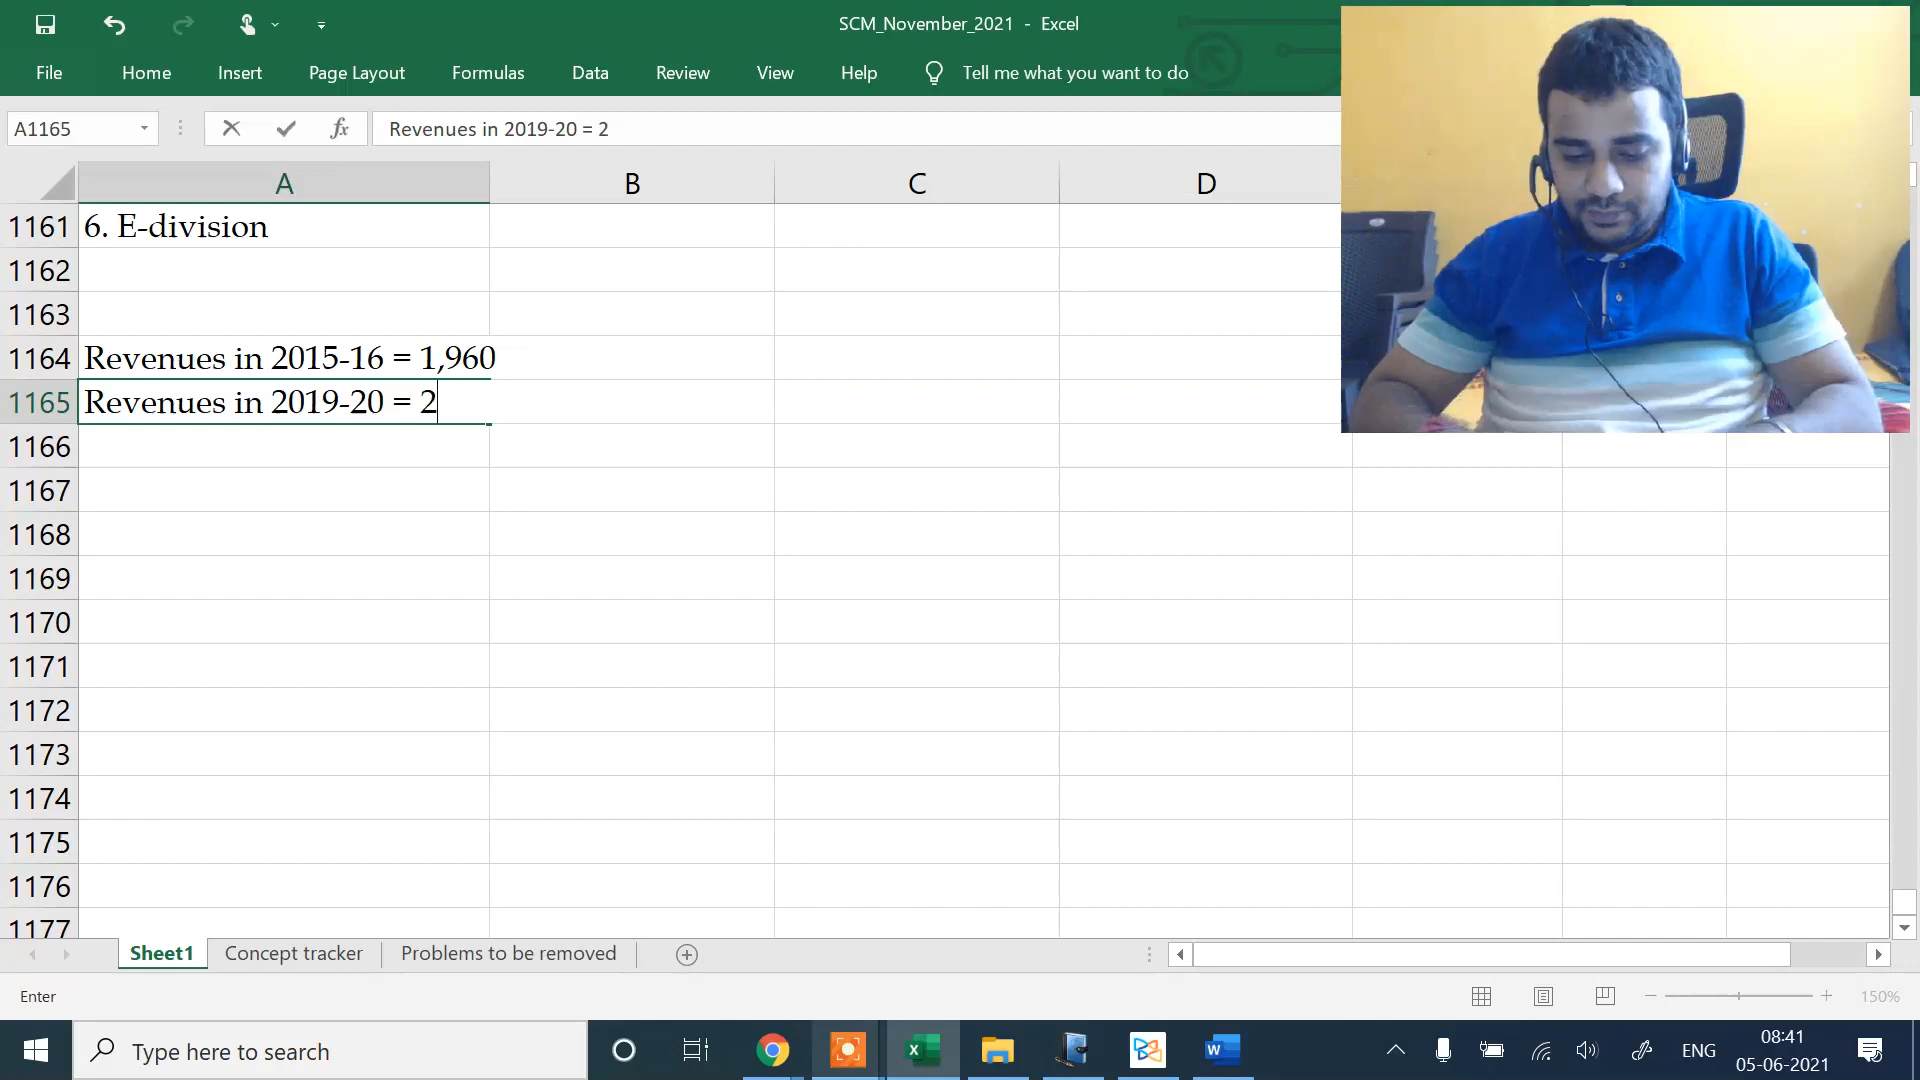 SCM_November_2021 - Excel
File Home Insert Page Layout Formulas Data Review View Help Tell me what you want to do
A1165 fx Revenues in 2019-20 = 2
A B C D
1161 6. E-division
1162
1163
1164 Revenues in 2015-16 = 1,960
1165 Revenues in 2019-20 = 2
1166
1167
1168
1169
1170
1171
1172
1173
1174
1175
1176
1177
Sheet1 Concept tracker Problems to be removed
Enter 150%
Type here to search ENG 08:41
05-06-2021